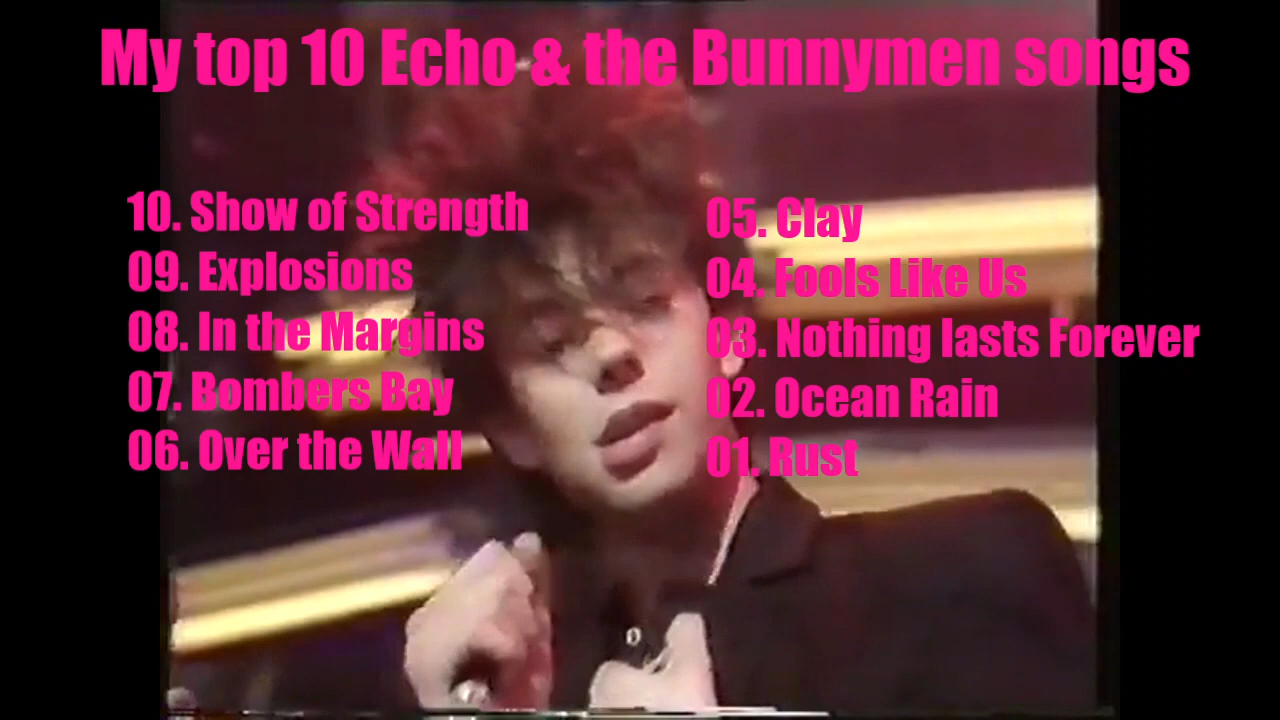 My top 10 Echo & the Bunnymen songs
10. Show of Strength
09. Explosions
08. In the Margins
07. Bombers Bay
06. Over the Wall
05. Clay
04. Fools Like Us
03. Nothing lasts Forever
02. Ocean Rain
01. Rust